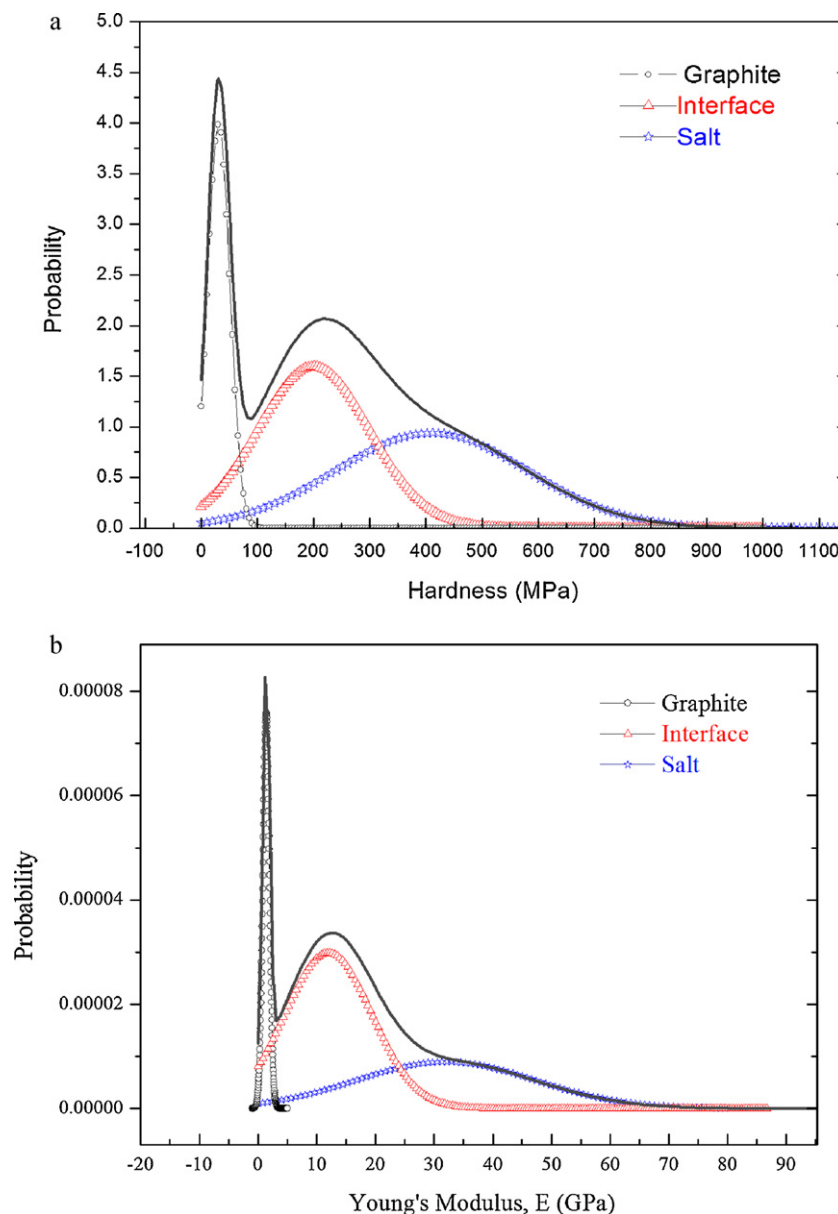 a
5.0
4.5
4.0
3.5
3.0
2.5
2.0
1.5
1.0
0.5
0.0
Probability
Graphite
Interface
Salt
-100 0 100 200 300 400 500 600 700 800 900 1000 1100
Hardness (MPa)
b
0.00008
0.00006
0.00004
0.00002
0.00000
Probability
Graphite
Interface
Salt
-20 -10 0 10 20 30 40 50 60 70 80 90
Young's Modulus, E (GPa)